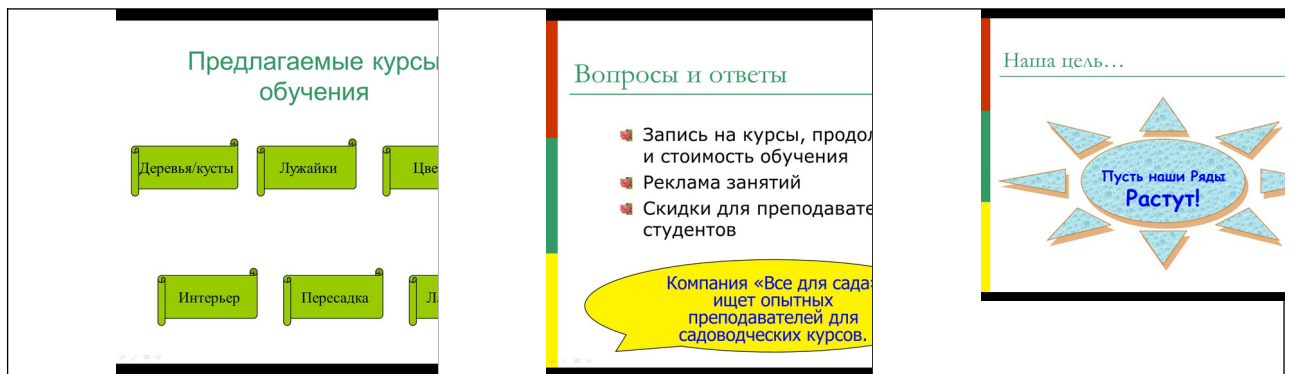 Предлагаемые курсы
обучения
Деревья/кусты
Лужайки
Цве
Интерьер
Пересадка
Вопросы и ответы
Запись на курсы, продол
и стоимость обучения
Реклама занятий
Скидки для преподавате
студентов
Компания «Все для сада»
ищет опытных
преподавателей для
садоводческих курсов.
Наша цель…
Пусть наши Ряды
Растут!